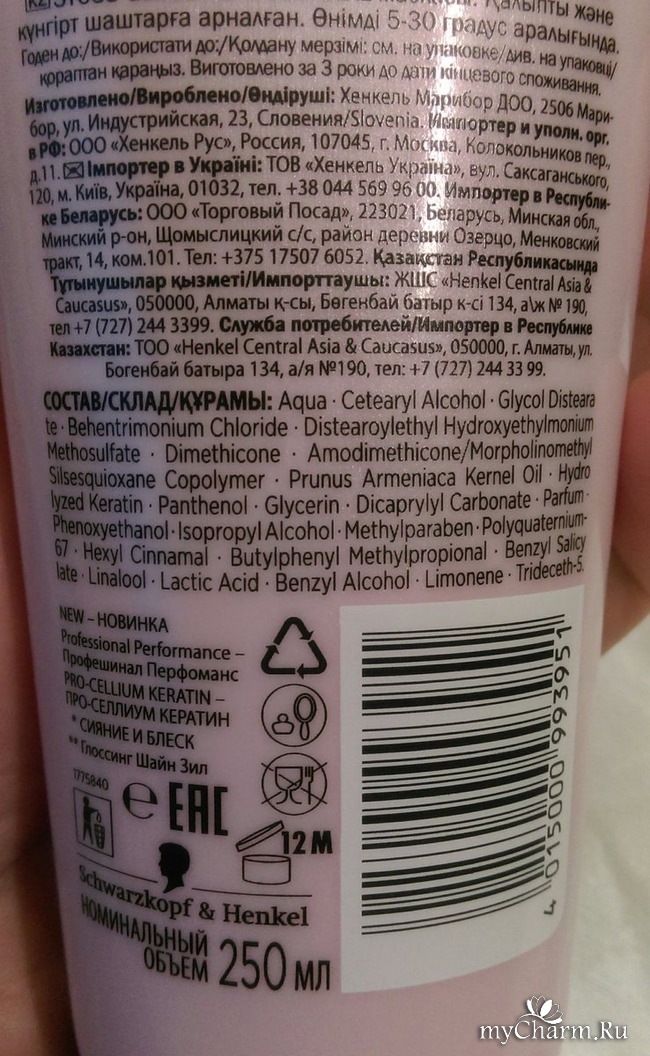 Қалыпты және
күңгірт шаштарға арналған. Өнімді 5-30 градус аралығында.
Годен до:/Використати до:/Қолдану мерзімі: см. на упаковке/див. на упаковці/
қораптан қараңыз. Виготовлено за 3 роки до дати кінцевого споживання.
Изготовлено/Вироблено/Өндіруші: Хенкель Марибор ДОО, 2506 Мари-
бор, ул. Индустрийская, 23, Словения/Slovenia. Импортер и уполн. орг.
в РФ: ООО «Хенкель Рус», Россия, 107045, г. Москва, Колокольников пер.,
д.11. Імпортер в Україні: ТОВ «Хенкель Україна», вул. Саксаганського,
120, м. Київ, Україна, 01032, тел. +38 044 569 96 00. Импортер в Республи-
ке Беларусь: ООО «Торговый Посад», 223021, Беларусь, Минская обл.,
Минский р-он, Щомыслицкий с/с, район деревни Озерцо, Менковский
тракт, 14, ком.101. Тел: +375 17507 6052. Қазақстан Республикасында
Тұтынушылар қызметі/Импорттаушы: ЖШС «Henkel Central Asia &
Caucasus», 050000, Алматы қ-сы, Бөгенбай батыр к-сі 134, а\ж № 190,
тел +7 (727) 244 3399. Служба потребителей/Импортер в Республике
Казахстан: ТОО «Henkel Central Asia & Caucasus», 050000, г. Алматы, ул.
Богенбай батыра 134, а/я №190, тел: +7 (727) 244 33 99.
СОСТАВ/СКЛАД/ҚҰРАМЫ: Aqua · Cetearyl Alcohol · Glycol Disteara
te · Behentrimonium Chloride · Distearoylethyl Hydroxyethylmonium
Methosulfate · Dimethicone · Amodimethicone/Morpholinomethyl
Silsesquioxane Copolymer · Prunus Armeniaca Kernel Oil · Hydro
lyzed Keratin · Panthenol · Glycerin · Dicaprylyl Carbonate · Parfum ·
Phenoxyethanol · Isopropyl Alcohol · Methylparaben · Polyquaternium-
67 · Hexyl Cinnamal · Butylphenyl Methylpropional · Benzyl Salicy
late · Linalool · Lactic Acid · Benzyl Alcohol · Limonene · Trideceth-5.
NEW – НОВИНКА
Professional Performance –
Профешинал Перфоманс
PRO-CELLIUM KERATIN –
ПРО-СЕЛЛИУМ КЕРАТИН
* СИЯНИЕ И БЛЕСК
** Глоссинг Шайн Зил
1775840
e EAC
12 M
Schwarzkopf & Henkel
НОМИНАЛЬНЫЙ
ОБЪЕМ 250 МЛ
4 015000 993951
myCharm.Ru